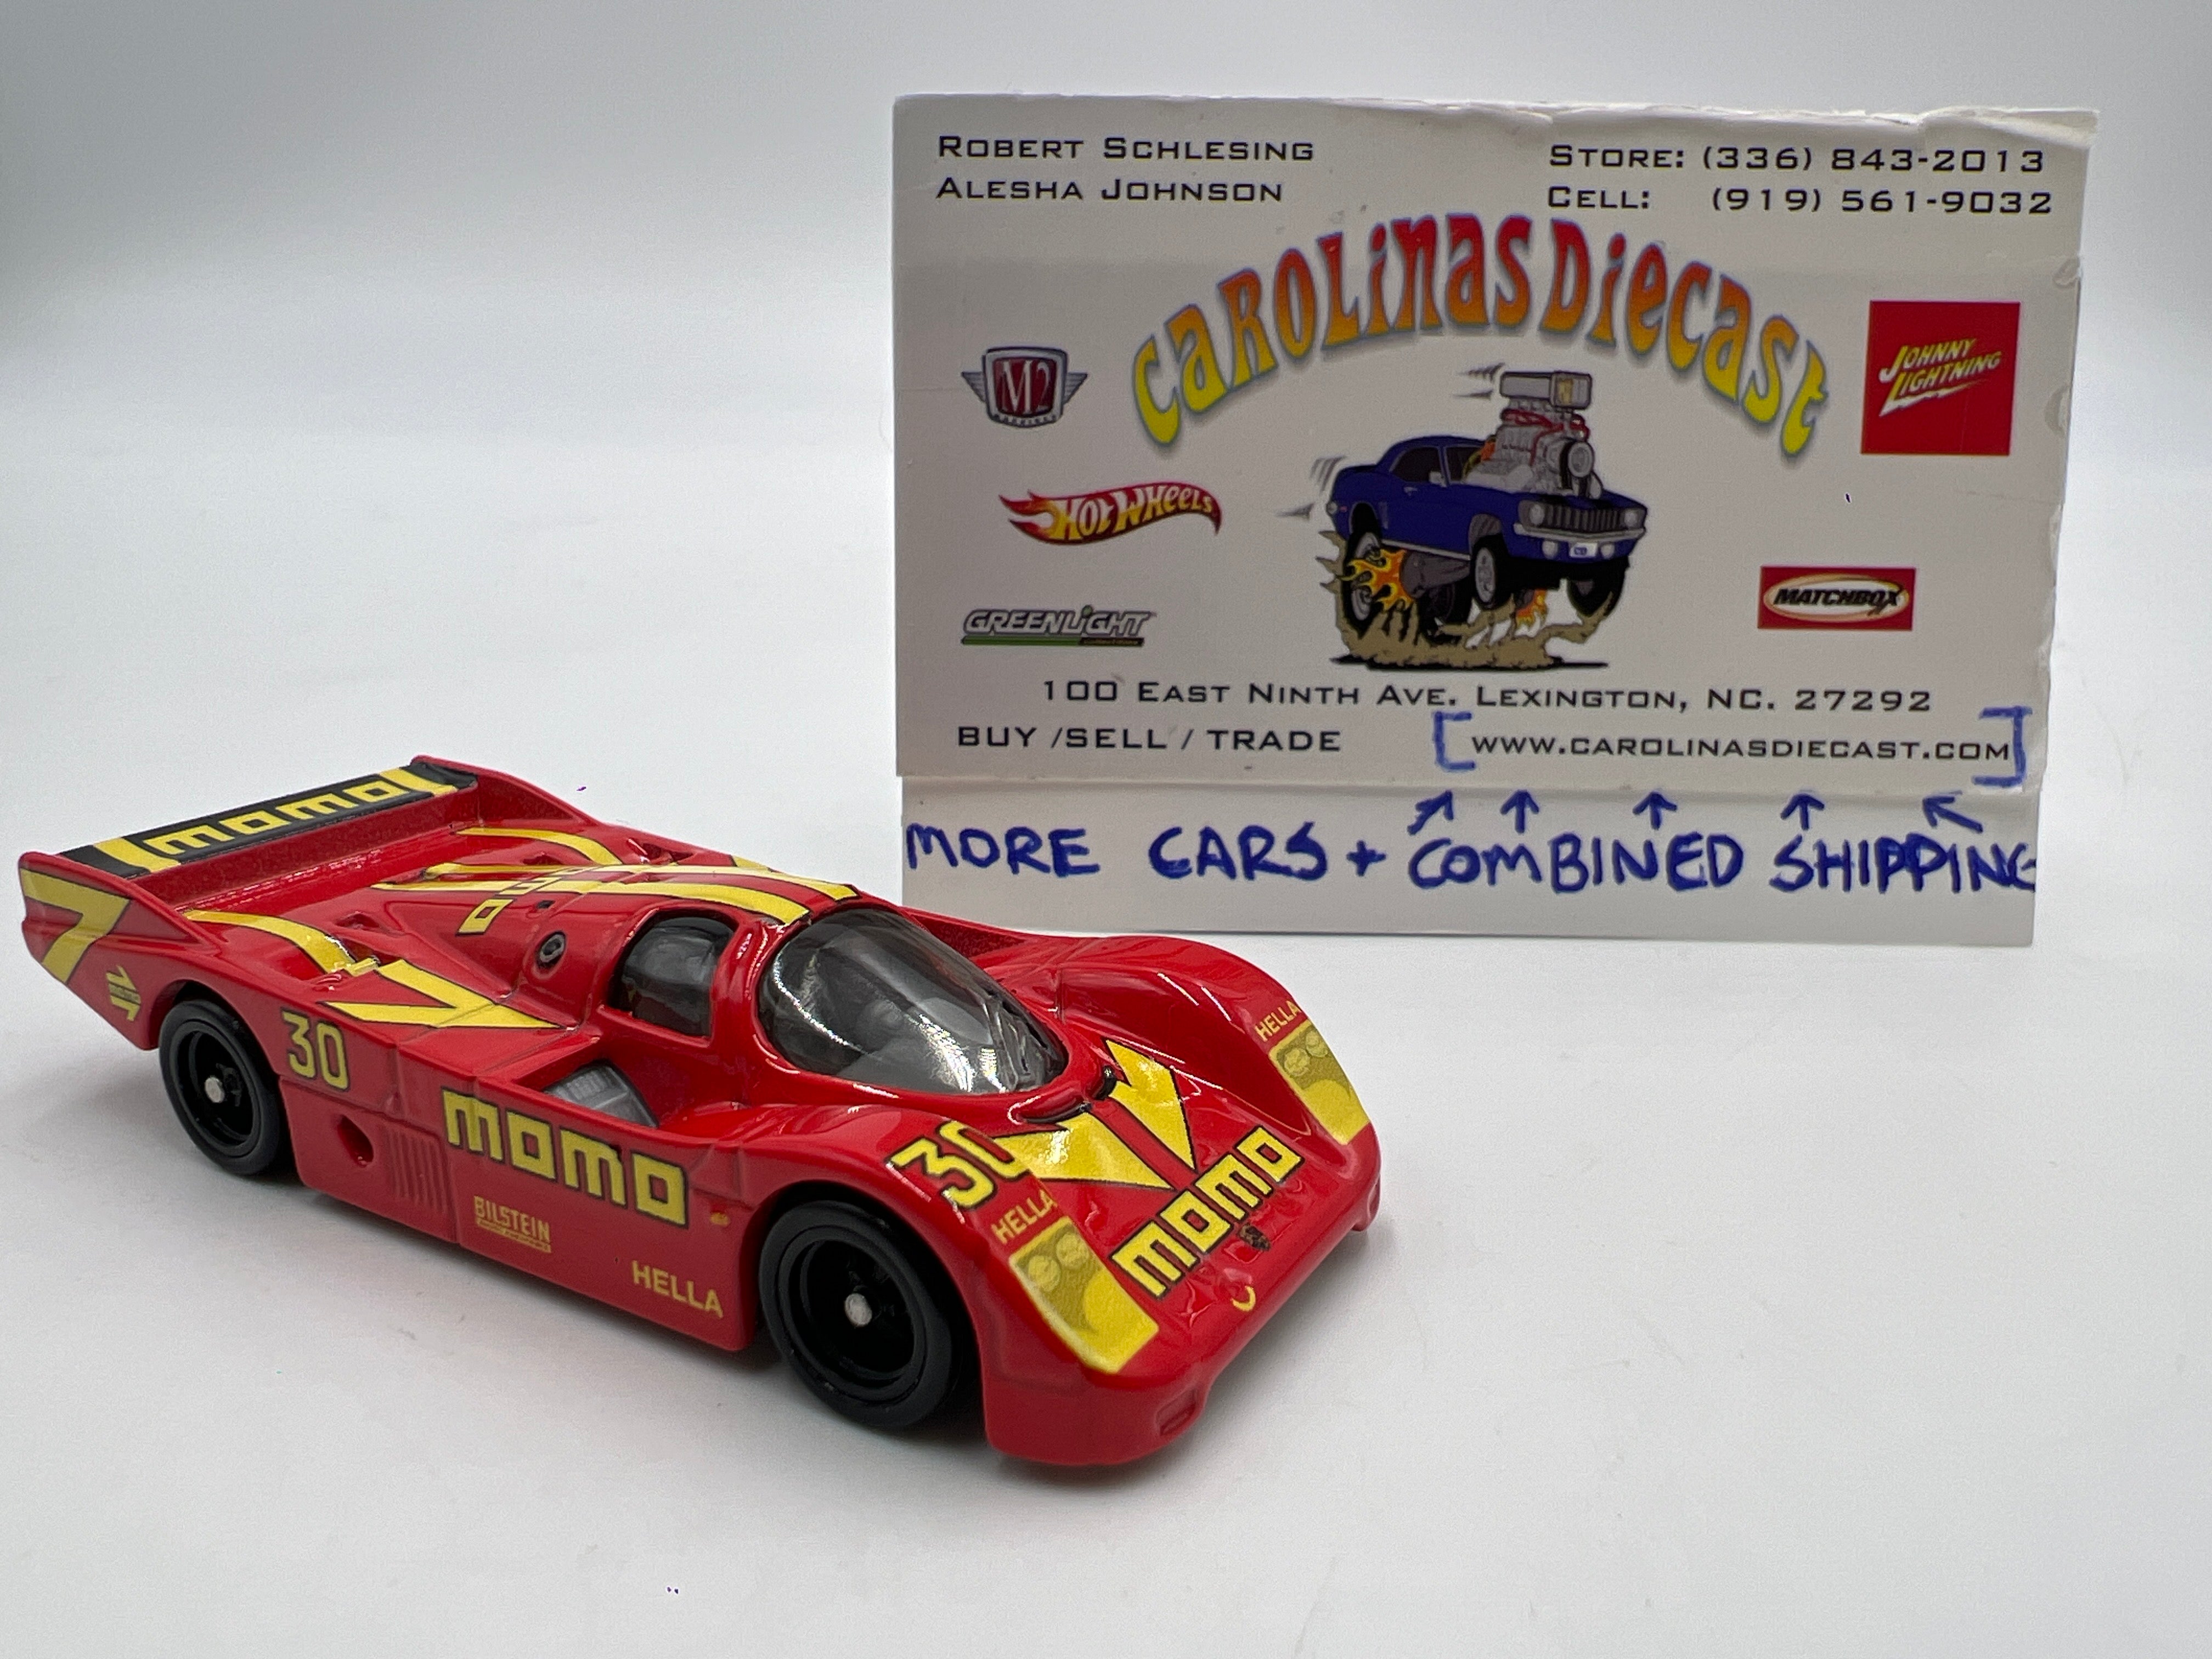 ROBERT SCHLESING
ALESHA JOHNSON
STORE: (336) 843-2013
CELL: (919) 561-9032
CAROLINAS DIECAST
M2
JOHNNY
LIGHTNING
HOT WHEELS
GREENLIGHT
MATCHBOX
100 EAST NINTH AVE. LEXINGTON, NC. 27292
BUY /SELL / TRADE
[WWW.CAROLINASDIECAST.COM]
MORE CARS + COMBINED SHIPPING
momo
30
momo
BILSTEIN
HELLA
30
HELLA
momo
HELLA